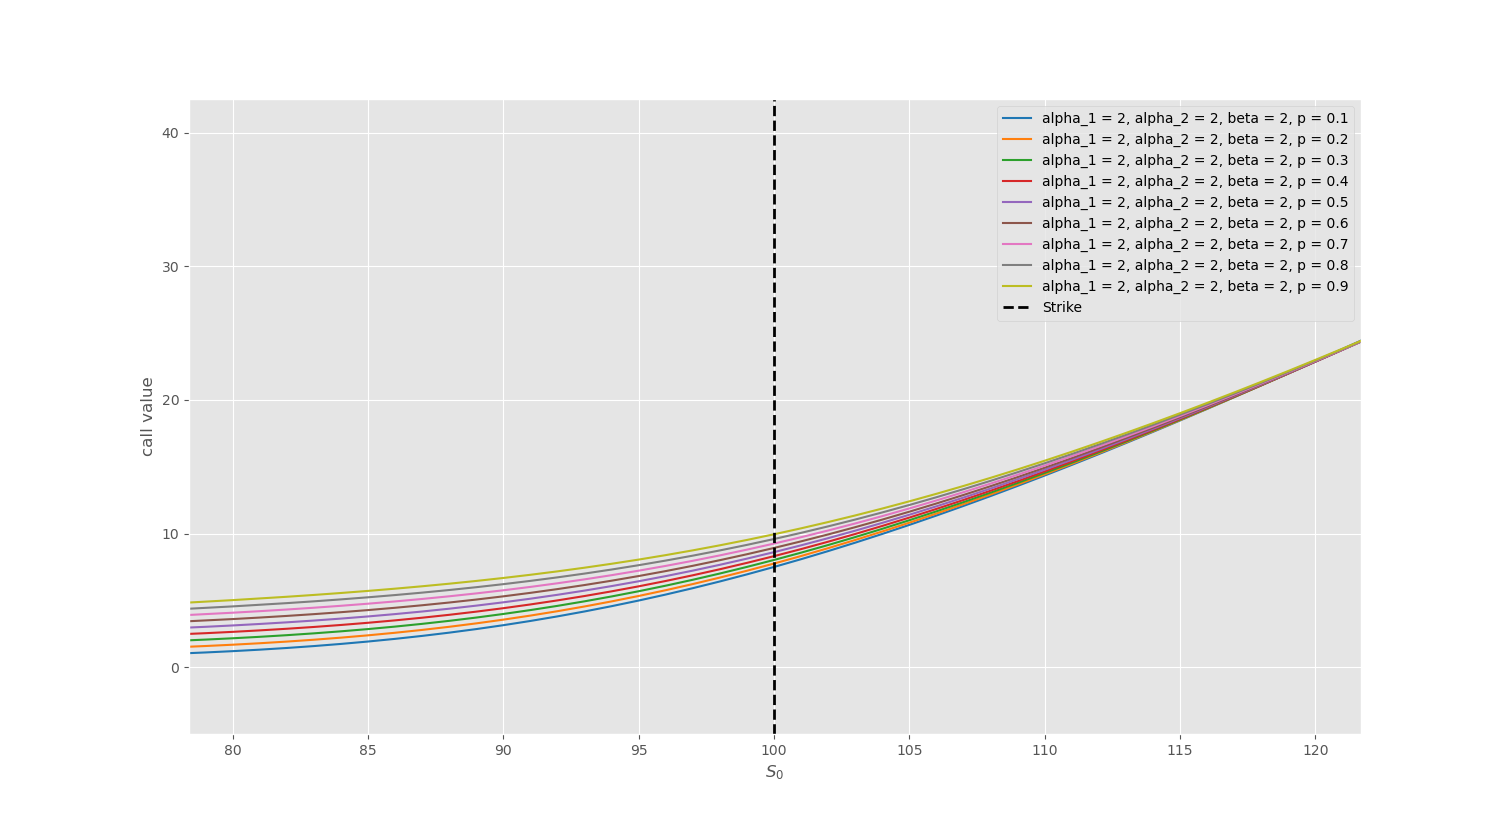 40
30
20
10
0
call value
80 85 90 95 100 105 110 115 120
S_0
alpha_1 = 2, alpha_2 = 2, beta = 2, p = 0.1
alpha_1 = 2, alpha_2 = 2, beta = 2, p = 0.2
alpha_1 = 2, alpha_2 = 2, beta = 2, p = 0.3
alpha_1 = 2, alpha_2 = 2, beta = 2, p = 0.4
alpha_1 = 2, alpha_2 = 2, beta = 2, p = 0.5
alpha_1 = 2, alpha_2 = 2, beta = 2, p = 0.6
alpha_1 = 2, alpha_2 = 2, beta = 2, p = 0.7
alpha_1 = 2, alpha_2 = 2, beta = 2, p = 0.8
alpha_1 = 2, alpha_2 = 2, beta = 2, p = 0.9
Strike